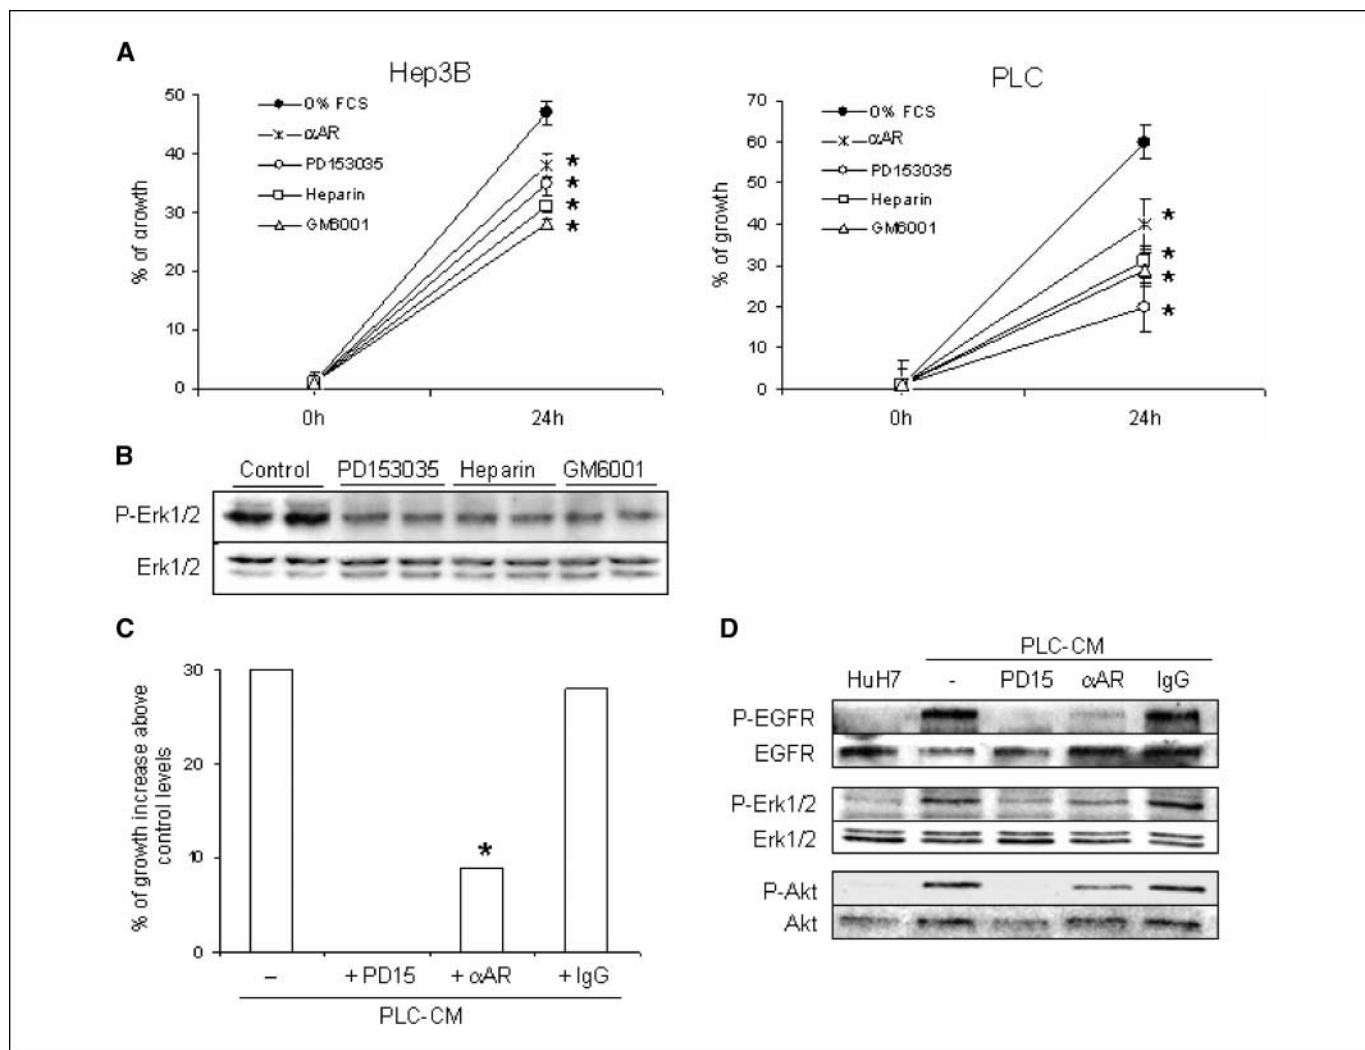 A
Hep3B
50
40
30
20
10
0
% of growth
0% FCS
αAR
PD153035
Heparin
GM6001
* * * *
0h 24h
PLC
70
60
50
40
30
20
10
0
% of growth
0% FCS
αAR
PD153035
Heparin
GM6001
* * * *
0h 24h
B
Control PD153035 Heparin GM6001
P-Erk1/2
Erk1/2
C
30
20
10
0
% of growth increase above
control levels
*
– + PD15 + αAR + IgG
PLC-CM
D
PLC-CM
HuH7 - PD15 αAR IgG
P-EGFR
EGFR
P-Erk1/2
Erk1/2
P-Akt
Akt